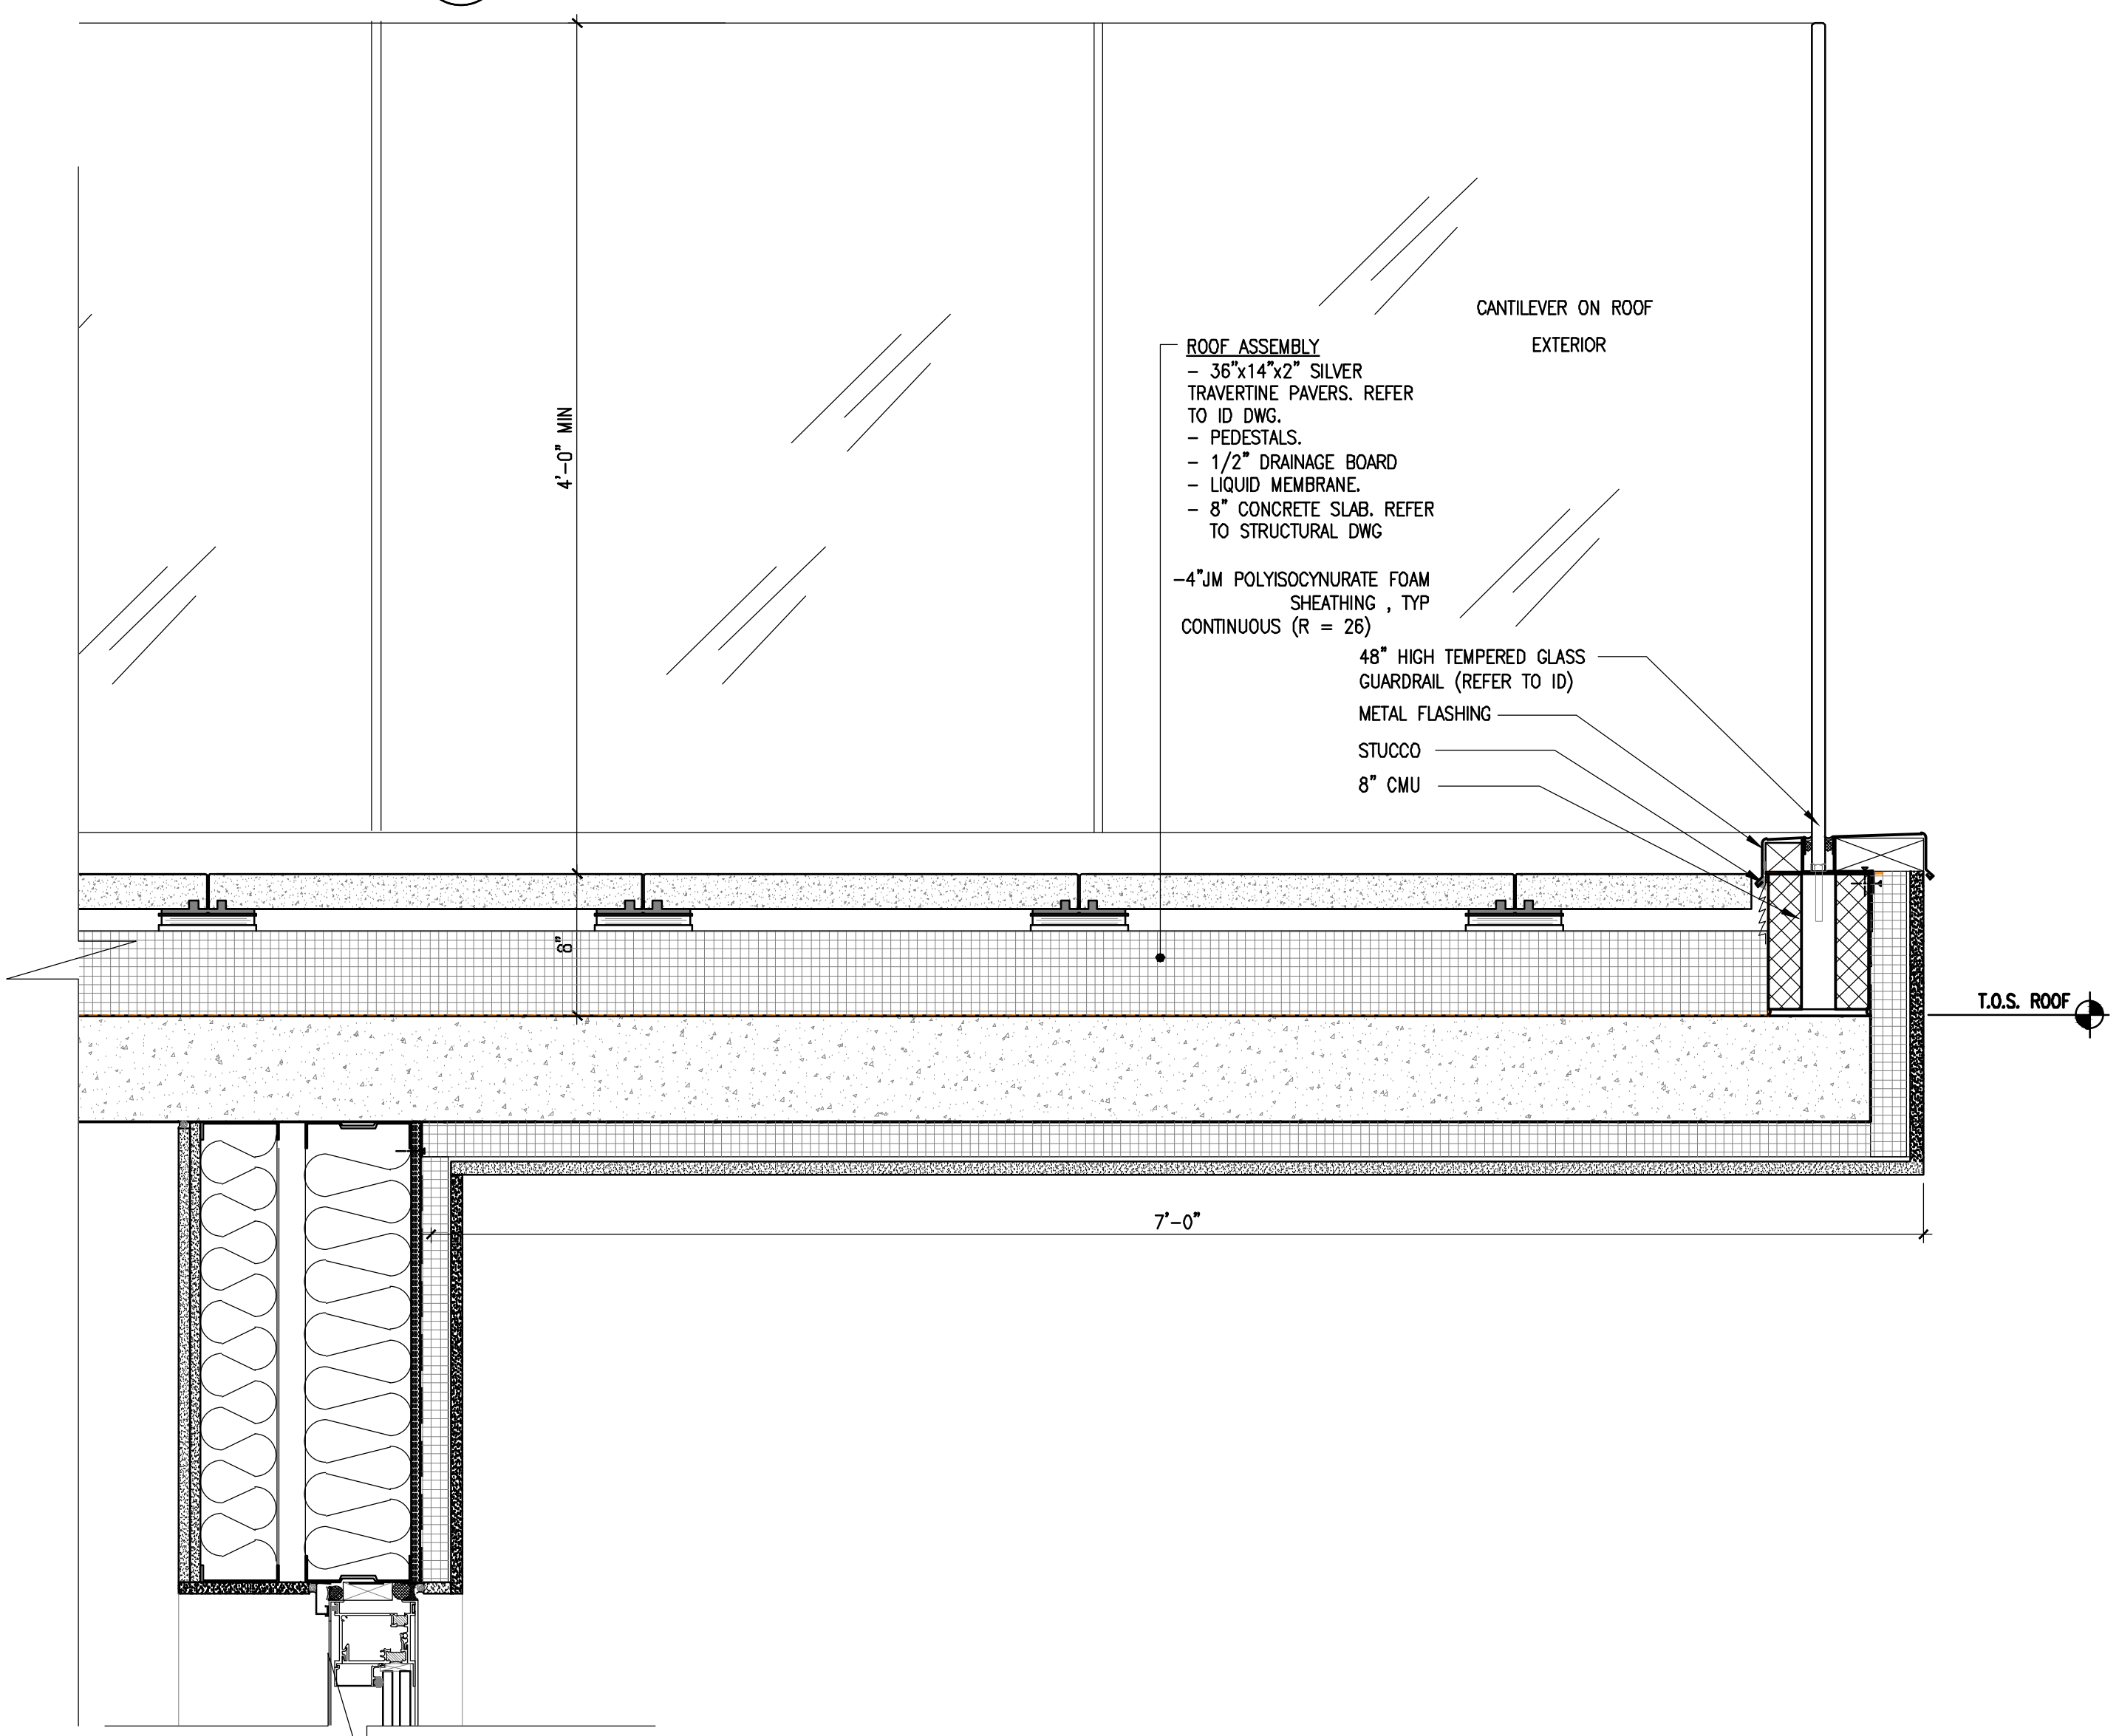 CANTILEVER ON ROOF
EXTERIOR
ROOF ASSEMBLY
- 36"x14"x2" SILVER
TRAVERTINE PAVERS. REFER
TO ID DWG.
- PEDESTALS.
- 1/2" DRAINAGE BOARD
- LIQUID MEMBRANE.
- 8" CONCRETE SLAB. REFER
TO STRUCTURAL DWG
-4"JM POLYISOCYNURATE FOAM
SHEATHING , TYP
CONTINUOUS (R = 26)
4'-0" MIN
48" HIGH TEMPERED GLASS
GUARDRAIL (REFER TO ID)
METAL FLASHING
STUCCO
8" CMU
8"
T.O.S. ROOF
7'-0"